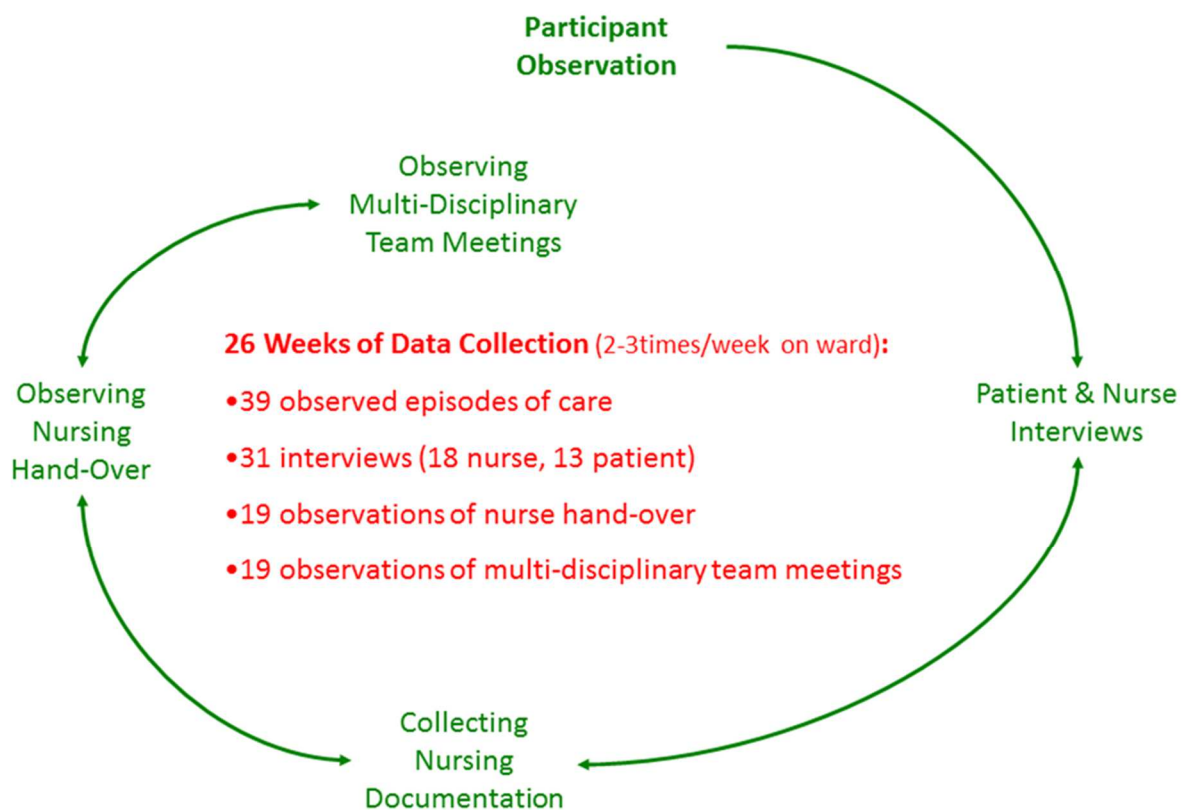 Participant
Observation
Observing
Multi-Disciplinary
Team Meetings
26 Weeks of Data Collection (2-3times/week on ward):
•39 observed episodes of care
•31 interviews (18 nurse, 13 patient)
•19 observations of nurse hand-over
•19 observations of multi-disciplinary team meetings
Observing
Nursing
Hand-Over
Patient & Nurse
Interviews
Collecting
Nursing
Documentation